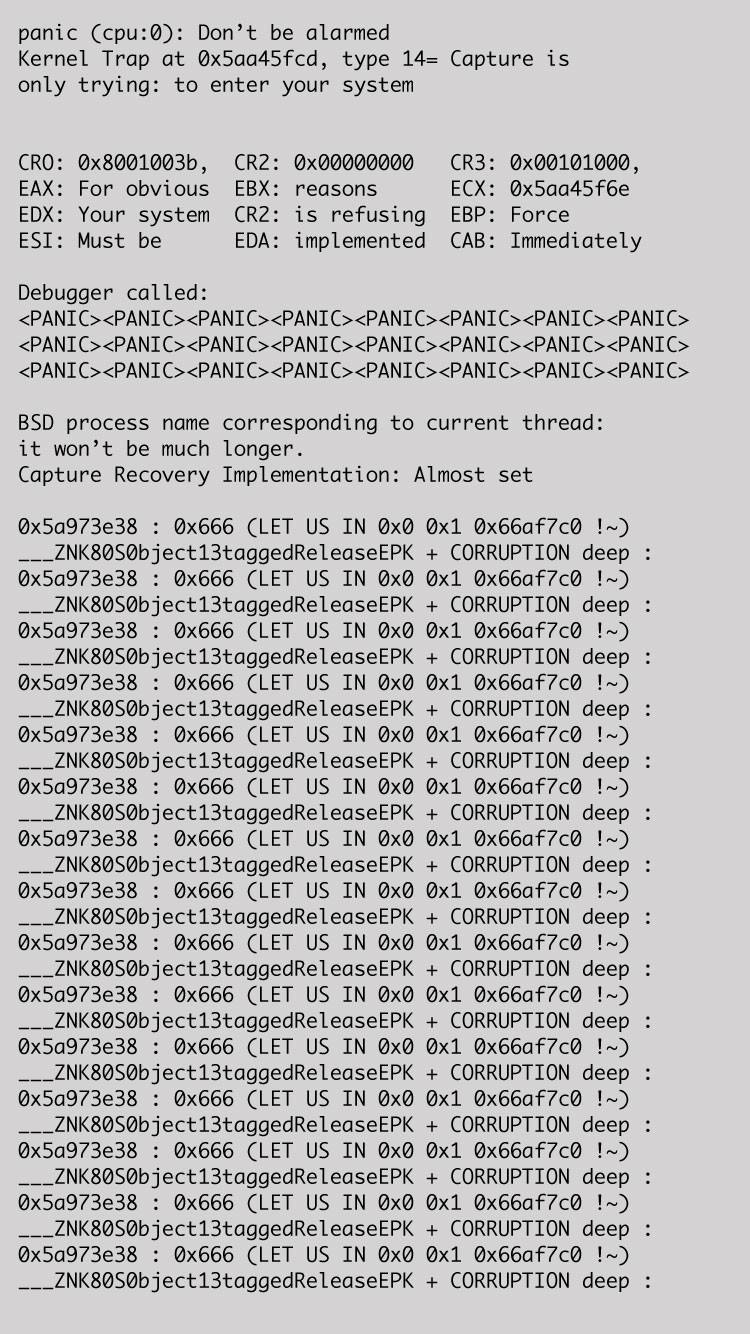 panic (cpu:0): Don’t be alarmed
Kernel Trap at 0x5aa45fcd, type 14= Capture is
only trying: to enter your system
CRO: 0x8001003b, CR2: 0x00000000 CR3: 0x00101000,
EAX: For obvious EBX: reasons ECX: 0x5aa45f6e
EDX: Your system CR2: is refusing EBP: Force
ESI: Must be EDA: implemented CAB: Immediately
Debugger called:
<PANIC><PANIC><PANIC><PANIC><PANIC><PANIC><PANIC><PANIC>
<PANIC><PANIC><PANIC><PANIC><PANIC><PANIC><PANIC><PANIC>
<PANIC><PANIC><PANIC><PANIC><PANIC><PANIC><PANIC><PANIC>
BSD process name corresponding to current thread:
it won’t be much longer.
Capture Recovery Implementation: Almost set
0x5a973e38 : 0x666 (LET US IN 0x0 0x1 0x66af7c0 !~)
___ZNK80S0bject13taggedReleaseEPK + CORRUPTION deep :
0x5a973e38 : 0x666 (LET US IN 0x0 0x1 0x66af7c0 !~)
___ZNK80S0bject13taggedReleaseEPK + CORRUPTION deep :
0x5a973e38 : 0x666 (LET US IN 0x0 0x1 0x66af7c0 !~)
___ZNK80S0bject13taggedReleaseEPK + CORRUPTION deep :
0x5a973e38 : 0x666 (LET US IN 0x0 0x1 0x66af7c0 !~)
___ZNK80S0bject13taggedReleaseEPK + CORRUPTION deep :
0x5a973e38 : 0x666 (LET US IN 0x0 0x1 0x66af7c0 !~)
___ZNK80S0bject13taggedReleaseEPK + CORRUPTION deep :
0x5a973e38 : 0x666 (LET US IN 0x0 0x1 0x66af7c0 !~)
___ZNK80S0bject13taggedReleaseEPK + CORRUPTION deep :
0x5a973e38 : 0x666 (LET US IN 0x0 0x1 0x66af7c0 !~)
___ZNK80S0bject13taggedReleaseEPK + CORRUPTION deep :
0x5a973e38 : 0x666 (LET US IN 0x0 0x1 0x66af7c0 !~)
___ZNK80S0bject13taggedReleaseEPK + CORRUPTION deep :
0x5a973e38 : 0x666 (LET US IN 0x0 0x1 0x66af7c0 !~)
___ZNK80S0bject13taggedReleaseEPK + CORRUPTION deep :
0x5a973e38 : 0x666 (LET US IN 0x0 0x1 0x66af7c0 !~)
___ZNK80S0bject13taggedReleaseEPK + CORRUPTION deep :
0x5a973e38 : 0x666 (LET US IN 0x0 0x1 0x66af7c0 !~)
___ZNK80S0bject13taggedReleaseEPK + CORRUPTION deep :
0x5a973e38 : 0x666 (LET US IN 0x0 0x1 0x66af7c0 !~)
___ZNK80S0bject13taggedReleaseEPK + CORRUPTION deep :
0x5a973e38 : 0x666 (LET US IN 0x0 0x1 0x66af7c0 !~)
___ZNK80S0bject13taggedReleaseEPK + CORRUPTION deep :
0x5a973e38 : 0x666 (LET US IN 0x0 0x1 0x66af7c0 !~)
___ZNK80S0bject13taggedReleaseEPK + CORRUPTION deep :
0x5a973e38 : 0x666 (LET US IN 0x0 0x1 0x66af7c0 !~)
___ZNK80S0bject13taggedReleaseEPK + CORRUPTION deep :